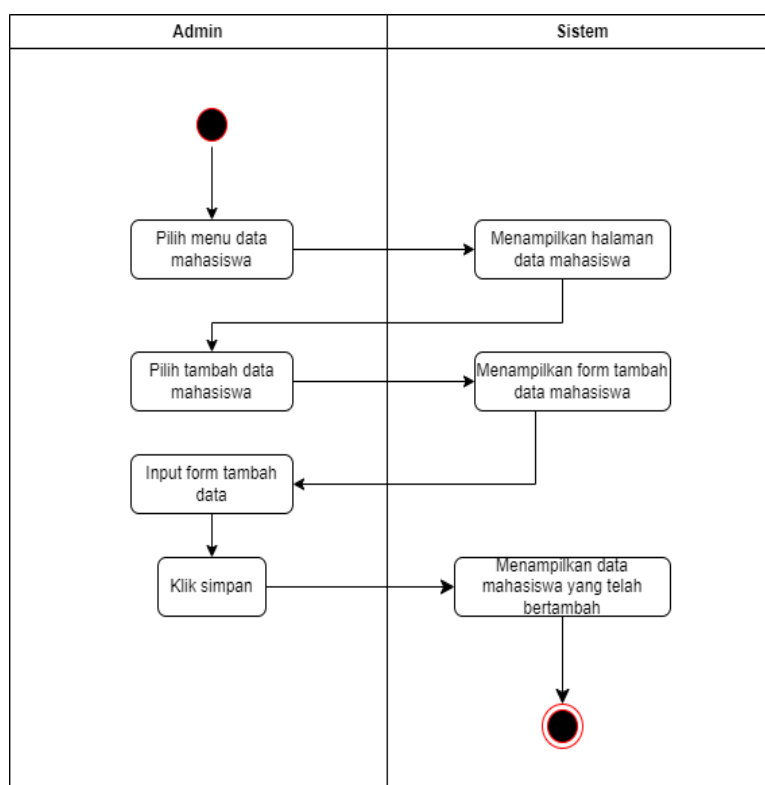 Admin
Sistem
Pilih menu data
mahasiswa
Menampilkan halaman
data mahasiswa
Pilih tambah data
mahasiswa
Menampilkan form tambah
data mahasiswa
Input form tambah
data
Klik simpan
Menampilkan data
mahasiswa yang telah
bertambah